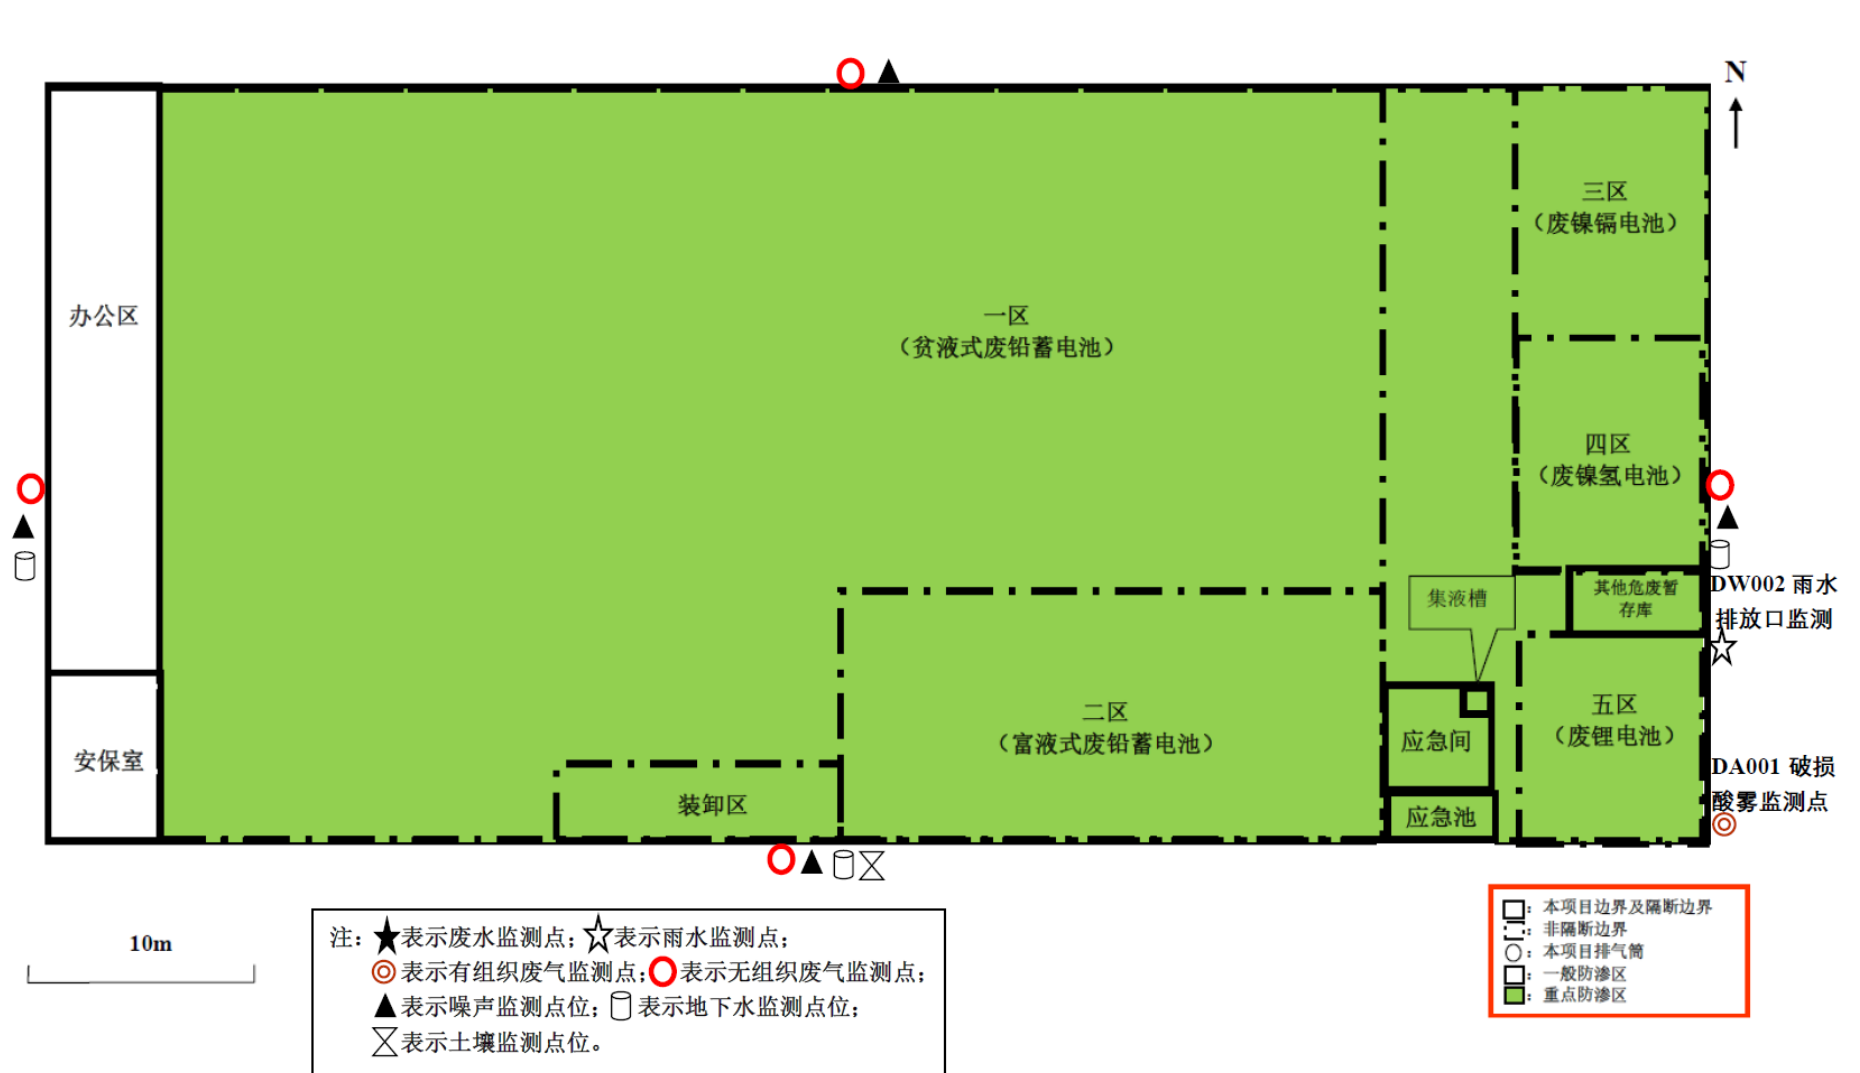 N
三区
（废镍镉电池）
办公区
一区
（贫液式废铅蓄电池）
四区
（废镍氢电池）
集液槽
其他危废暂
存库
DW002 雨水
排放口监测
二区
（富液式废铅蓄电池）
应急间
五区
（废锂电池）
安保室
装卸区
应急池
DA001 破损
酸雾监测点
10m
注：★表示废水监测点；☆表示雨水监测点；
◎表示有组织废气监测点；○表示无组织废气监测点；
▲表示噪声监测点位；表示地下水监测点位；
表示土壤监测点位。
：本项目边界及隔断边界
：非隔断边界
：本项目排气筒
：一般防渗区
：重点防渗区